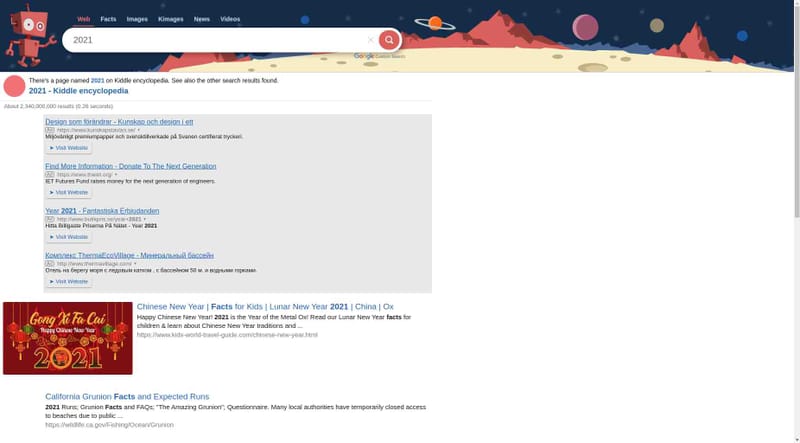 Web Facts Images Kimages News Videos
2021
Google Custom Search
There's a page named 2021 on Kiddle encyclopedia. See also the other search results found.
2021 - Kiddle encyclopedia
About 2,340,000,000 results (0.26 seconds)
Design som förändrar - Kunskap och design i ett
Ad https://www.kunskapstavlan.se/
Miljövänligt premiumpapper och svensktillverkade på Svanen certifierat tryckeri.
➤ Visit Website
Find More Information - Donate To The Next Generation
Ad https://www.theiet.org/
IET Futures Fund raises money for the next generation of engineers.
➤ Visit Website
Year 2021 - Fantastiska Erbjudanden
Ad
Hitta Billigaste Priserna På Nätet - Year 2021
➤ Visit Website
Комплекс ThermaEcoVillage - Минеральный бассейн
Ad http://www.thermavillage.com/
Отель на берегу моря с ледовым катком , с бассейном 50 м. и водными горками.
➤ Visit Website
Gong Xi Fa Cai
Happy Chinese New Year
2021
Chinese New Year | Facts for Kids | Lunar New Year 2021 | China | Ox
Happy Chinese New Year! 2021 is the Year of the Metal Ox! Read our Lunar New Year facts for
children & learn about Chinese New Year traditions and ...
https://www.kids-world-travel-guide.com/chinese-new-year.html
California Grunion Facts and Expected Runs
2021 Runs; Grunion Facts and FAQs; "The Amazing Grunion"; Questionnaire. Many local authorities have temporarily closed access
to beaches due to public ...
https://wildlife.ca.gov/Fishing/Ocean/Grunion